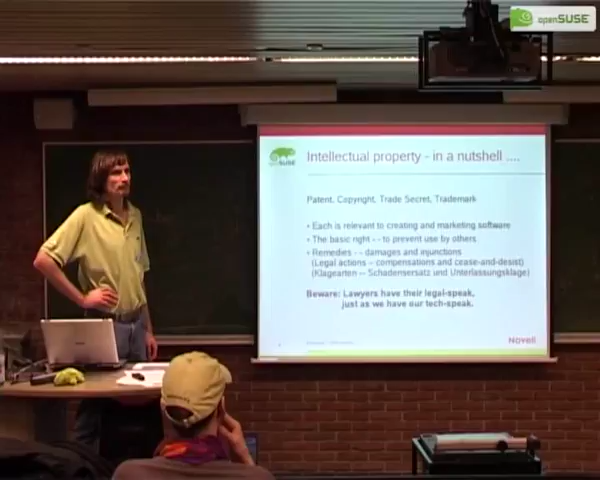 openSUSE
SUSE
Intellectual property - in a nutshell ....
Patent, Copyright, Trade Secret, Trademark
• Each is relevant to creating and marketing software
• The basic right - - to prevent use by others
• Remedies - - damages and injunctions
(Legal actions – compensations and cease-and-desist)
(Klagearten -- Schadensersatz und Unterlassungsklage)
Beware: Lawyers have their legal-speak,
just as we have our tech-speak.
Novell